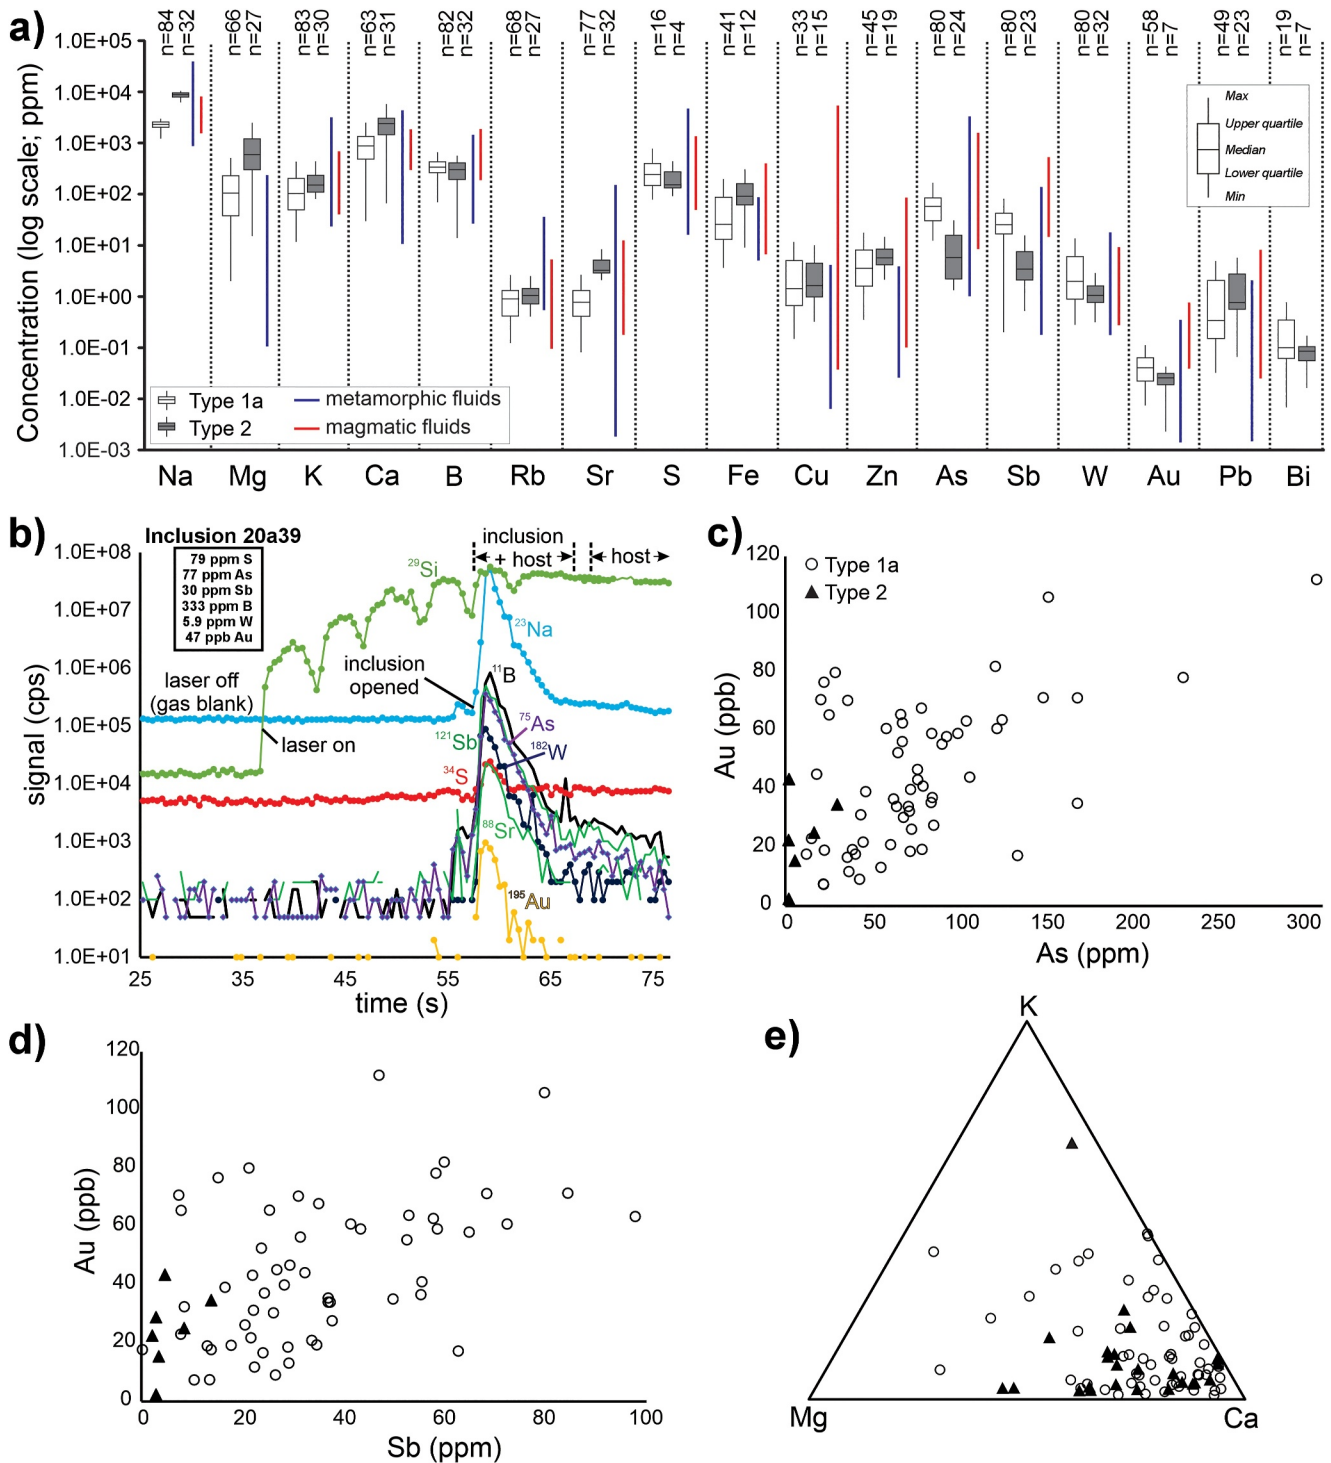 a)
n=84 n=32
n=66 n=27
n=83 n=30
n=63 n=31
n=82 n=32
n=68 n=27
n=77 n=32
n=16 n=4
n=41 n=12
n=33 n=15
n=45 n=19
n=80 n=24
n=80 n=23
n=80 n=32
n=58 n=7
n=49 n=23
n=19 n=7
Concentration (log scale; ppm)
1.0E+05
1.0E+04
1.0E+03
1.0E+02
1.0E+01
1.0E+00
1.0E-01
1.0E-02
1.0E-03
Max
Upper quartile
Median
Lower quartile
Min
Type 1a
Type 2
metamorphic fluids
magmatic fluids
Na Mg K Ca B Rb Sr S Fe Cu Zn As Sb W Au Pb Bi
b)
Inclusion 20a39
79 ppm S
77 ppm As
30 ppm Sb
333 ppm B
5.9 ppm W
47 ppb Au
signal (cps)
1.0E+08
1.0E+07
1.0E+06
1.0E+05
1.0E+04
1.0E+03
1.0E+02
1.0E+01
inclusion
+ host
host
29Si
23Na
inclusion
opened
11B
laser off
(gas blank)
laser on
75As
121Sb
182W
34S
88Sr
195Au
25 35 45 55 65 75
time (s)
c)
Type 1a
Type 2
Au (ppb)
120
100
80
60
40
20
0
0 50 100 150 200 250 300
As (ppm)
d)
Au (ppb)
120
100
80
60
40
20
0
0 20 40 60 80 100
Sb (ppm)
e)
K
Mg
Ca